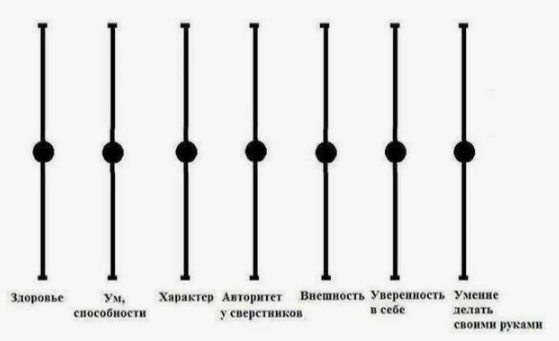 Здоровье
Ум,
способности
Характер
Авторитет
у сверстников
Внешность
Уверенность
в себе
Умение
делать
своими руками